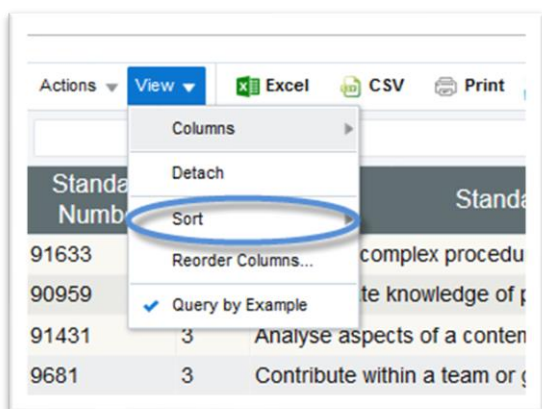 Actions View Excel CSV Print
Columns
Detach
Sort
Reorder Columns...
Query by Example
Standa
Numb
Standa
91633 complex procedu
90959 te knowledge of p
91431 3 Analyse aspects of a conten
9681 3 Contribute within a team or g